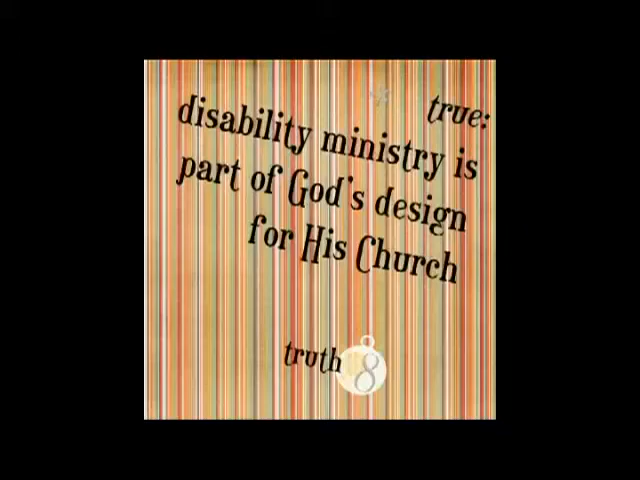 true:
disability ministry is
part of God's design
for His Church
truth 8